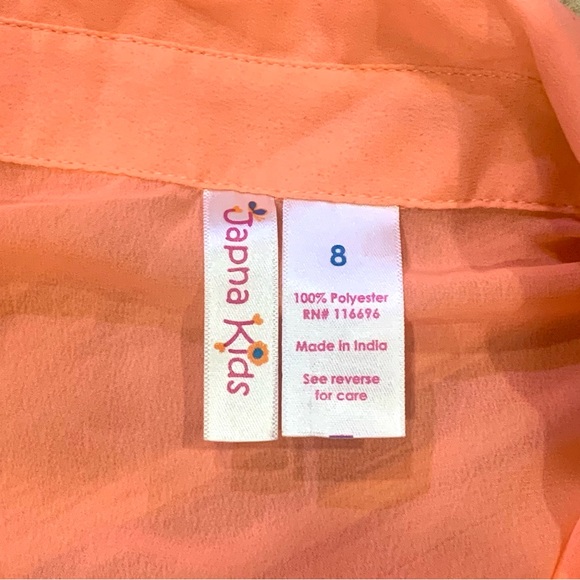 Japna Kids
8
100% Polyester
RN# 116696
Made in India
See reverse
for care